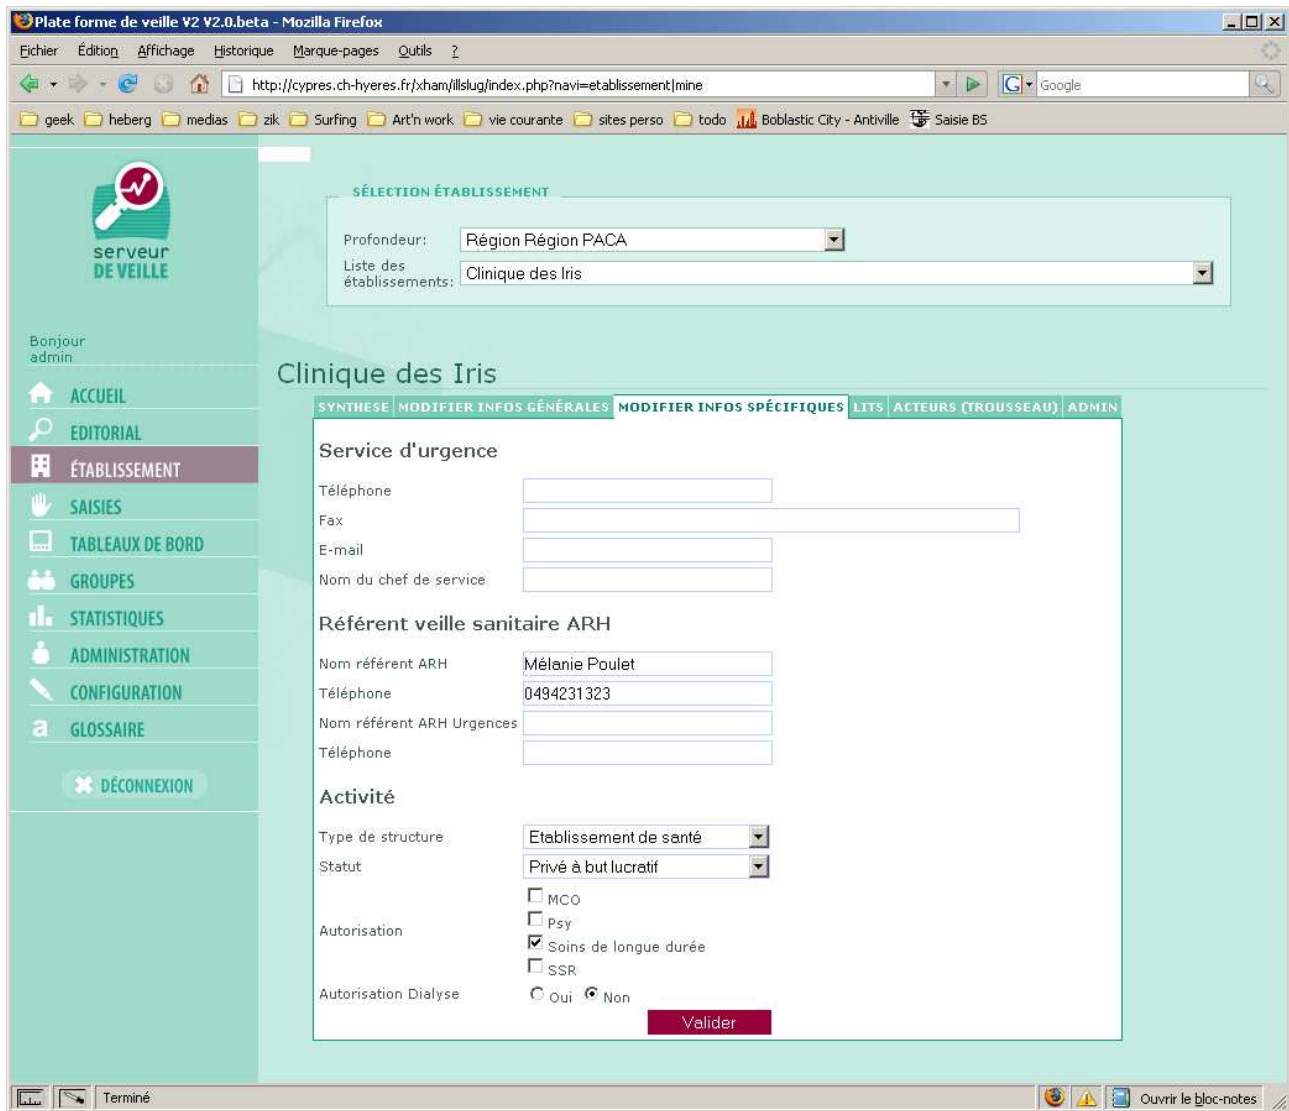 Plate forme de veille V2 V2.0.beta - Mozilla Firefox
Fichier Édition Affichage Historique Marque-pages Outils ?
http://cypres.ch-hyeres.fr/xham/illslug/index.php?navi=etablissement|mine
G Google
geek heberg medias zik Surfing Art'n work vie courante sites perso todo Boblastic City - Antiville Saisie BS
serveur
DE VEILLE
SÉLECTION ÉTABLISSEMENT
Profondeur: Région Région PACA
Liste des
établissements: Clinique des Iris
Bonjour
admin
ACCUEIL
EDITORIAL
ÉTABLISSEMENT
SAISIES
TABLEAUX DE BORD
GROUPES
STATISTIQUES
ADMINISTRATION
CONFIGURATION
a GLOSSAIRE
DÉCONNEXION
Clinique des Iris
SYNTHESE MODIFIER INFOS GÉNÉRALES MODIFIER INFOS SPÉCIFIQUES LITS ACTEURS (TROUSSEAU) ADMIN
Service d'urgence
Téléphone
Fax
E-mail
Nom du chef de service
Référent veille sanitaire ARH
Nom référent ARH Mélanie Poulet
Téléphone 0494231323
Nom référent ARH Urgences
Téléphone
Activité
Type de structure Etablissement de santé
Statut Privé à but lucratif
Autorisation
MCO
Psy
Soins de longue durée
SSR
Autorisation Dialyse Oui Non
Valider
Terminé
Ouvrir le bloc-notes